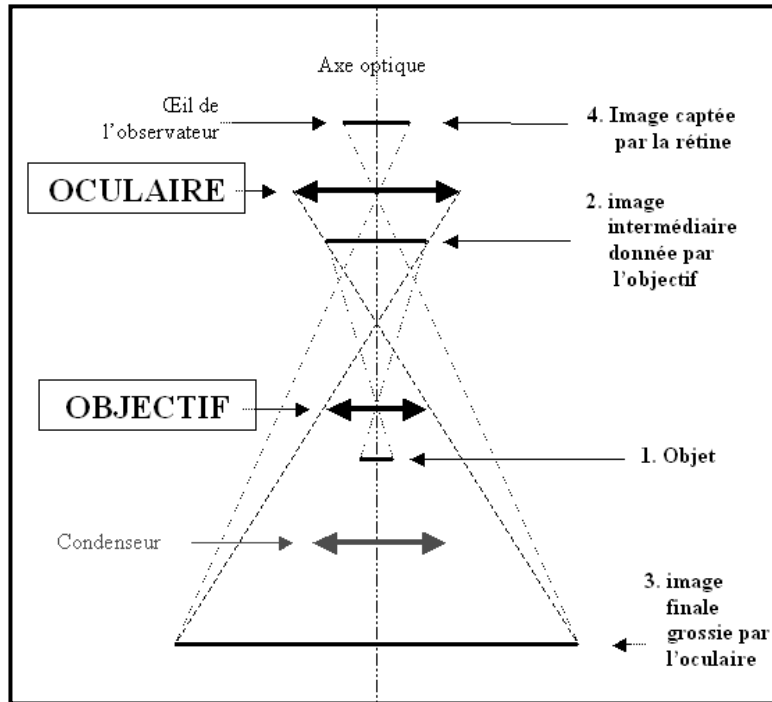 Axe optique
Œil de
l'observateur
4. Image captée
par la rétine
OCULAIRE
2. image
intermédiaire
donnée par
l'objectif
OBJECTIF
1. Objet
Condenseur
3. image
finale
grossie par
l'oculaire